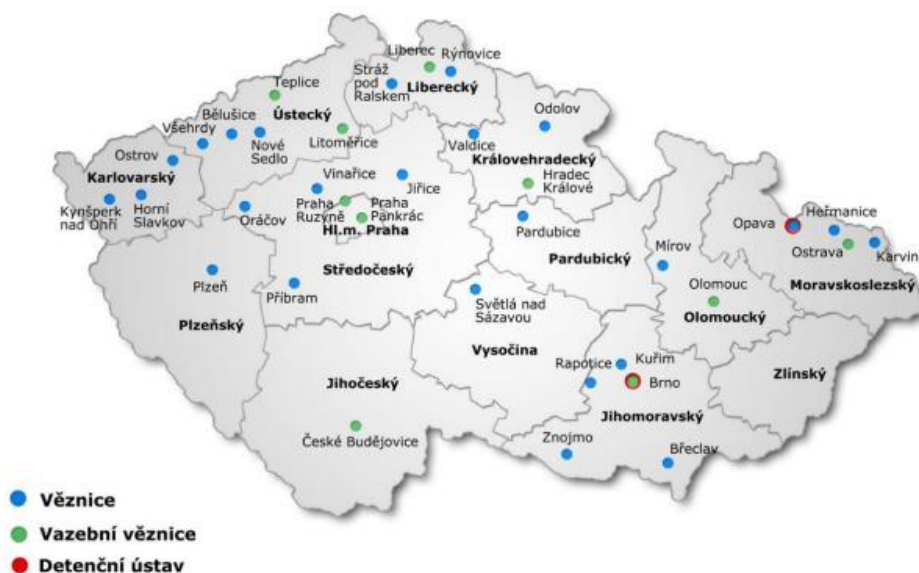 Liberec
Rýnovice
Stráž
pod
Ralskem
Liberecký
Teplice
Ústecký
Bělušice
Všehrdy
Nové
Sedlo
Litoměřice
Odolov
Valdice
Královehradecký
Hradec
Králové
Ostrov
Karlovarský
Kynšperk
nad Ohří
Horní
Slavkov
Vinařice
Jiřice
Oráčov
Praha
Ruzyně
Praha
Pankrác
Hl.m. Praha
Středočeský
Pardubice
Pardubický
Mírov
Opava
Heřmanice
Ostrava
Karvin
Moravskoslezský
Olomouc
Olomoucký
Plzeň
Plzeňský
Příbram
Světlá nad
Sázavou
Vysočina
Rapotice
Kuřim
Brno
Zlínský
Jihočeský
Jihomoravský
České Budějovice
Znojmo
Břeclav
Věznice
Vazební věznice
Detenční ústav